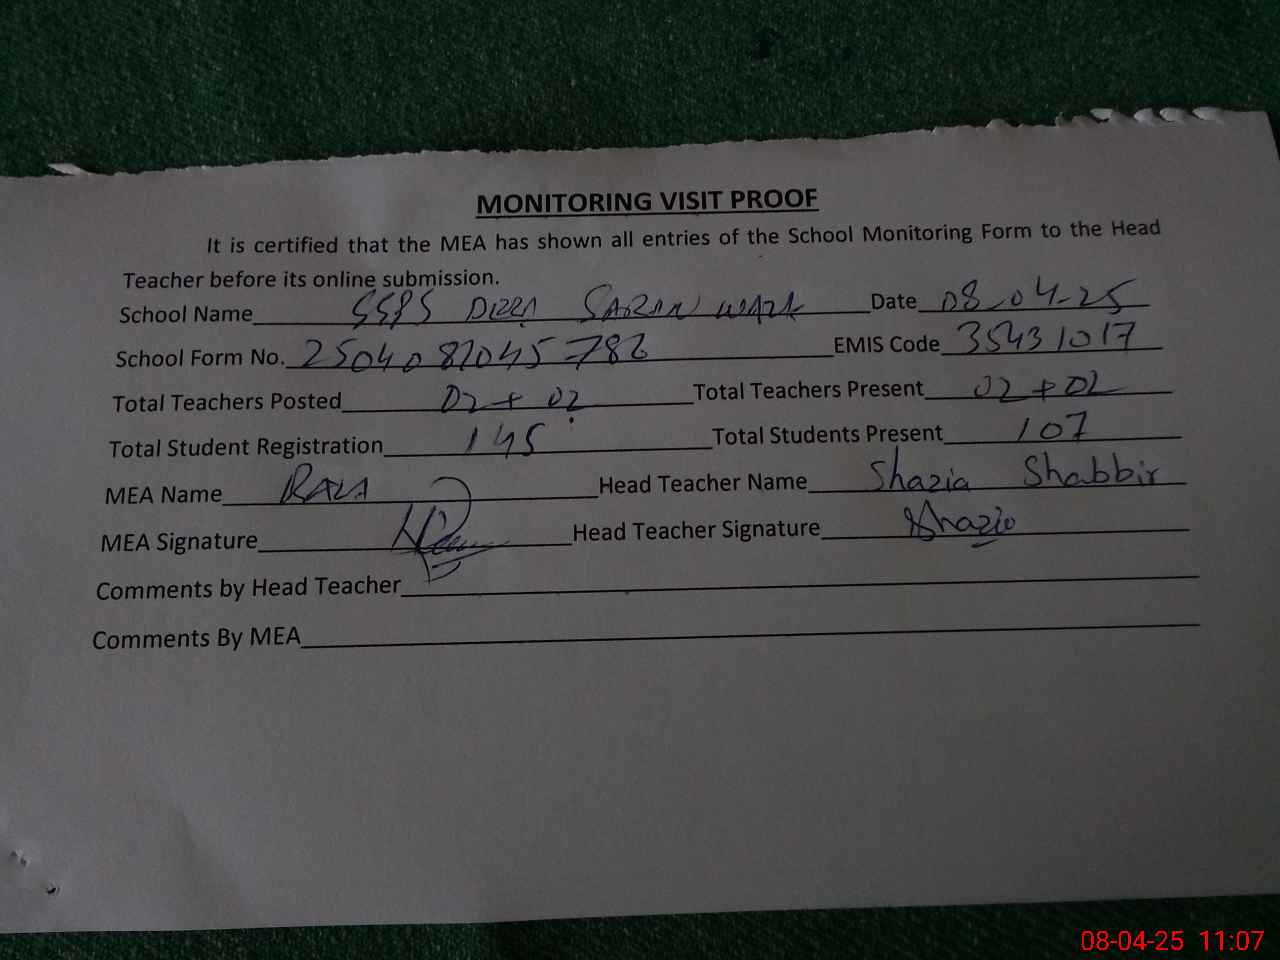 MONITORING VISIT PROOF
It is certified that the MEA has shown all entries of the School Monitoring Form to the Head
Teacher before its online submission.
School Name DERA SARAN WALA Date 08-04-25
School Form No. 2504082045786 EMIS Code 35431017
Total Teachers Posted 02 + 02 Total Teachers Present 02 + 02
Total Student Registration 145 Total Students Present 107
MEA Name Head Teacher Name Shazia Shabbir
MEA Signature Head Teacher Signature Shazia
Comments by Head Teacher
Comments By MEA
08-04-25 11:07